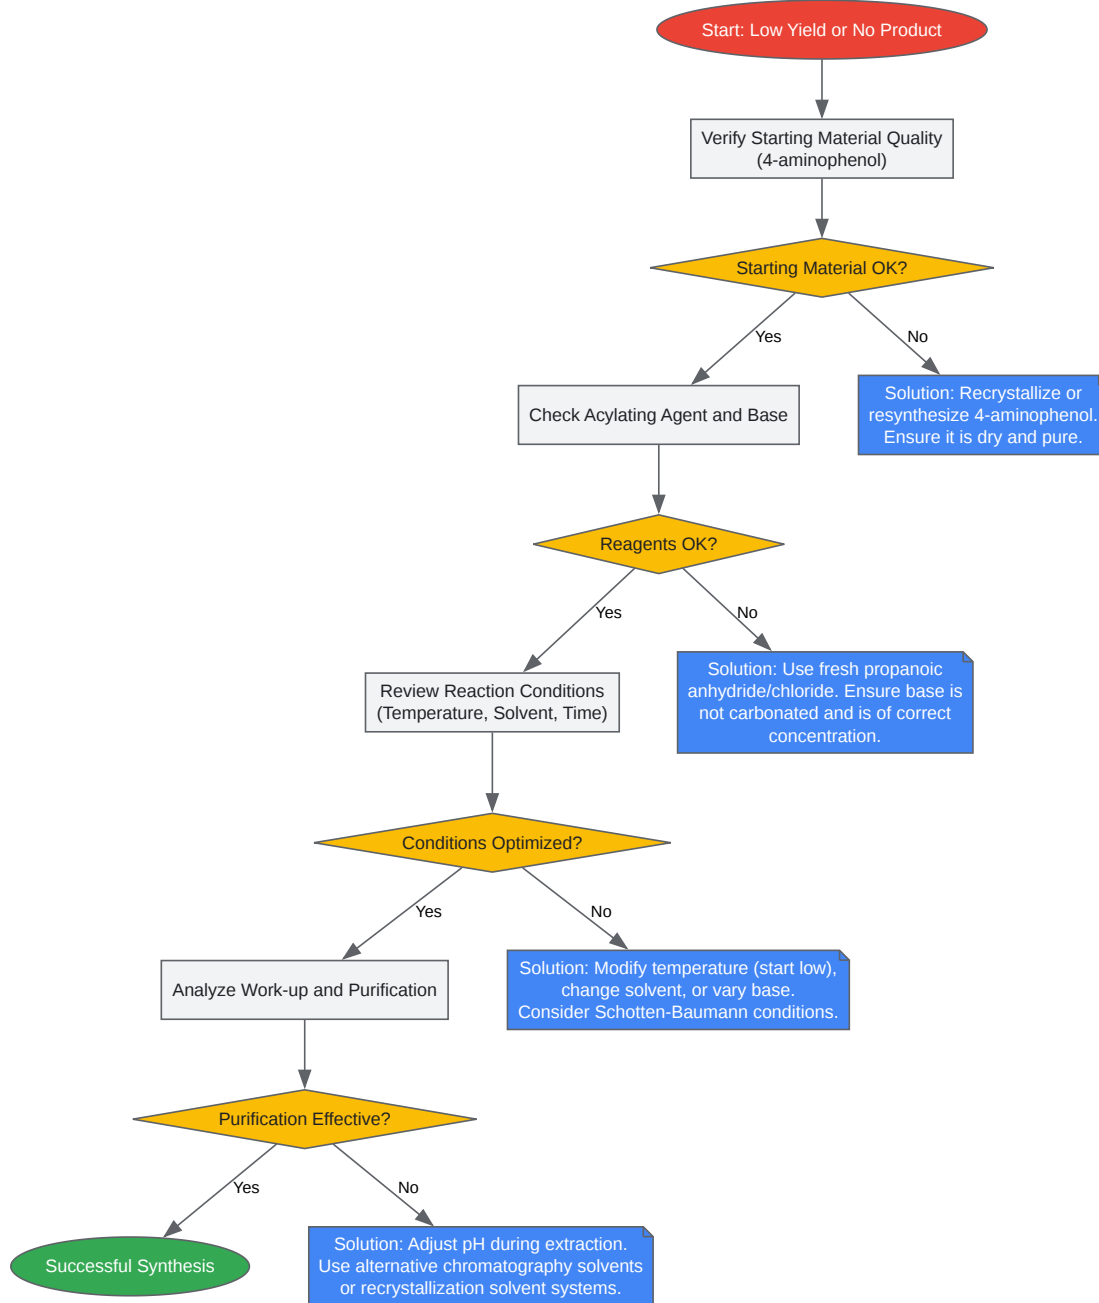 Start: Low Yield or No Product
Verify Starting Material Quality
(4-aminophenol)
Starting Material OK?
Yes
No
Check Acylating Agent and Base
Solution: Recrystallize or
resynthesize 4-aminophenol.
Ensure it is dry and pure.
Reagents OK?
Yes
No
Review Reaction Conditions
(Temperature, Solvent, Time)
Solution: Use fresh propanoic
anhydride/chloride. Ensure base is
not carbonated and is of correct
concentration.
Conditions Optimized?
Yes
No
Analyze Work-up and Purification
Solution: Modify temperature (start low),
change solvent, or vary base.
Consider Schotten-Baumann conditions.
Purification Effective?
Yes
No
Successful Synthesis
Solution: Adjust pH during extraction.
Use alternative chromatography solvents
or recrystallization solvent systems.